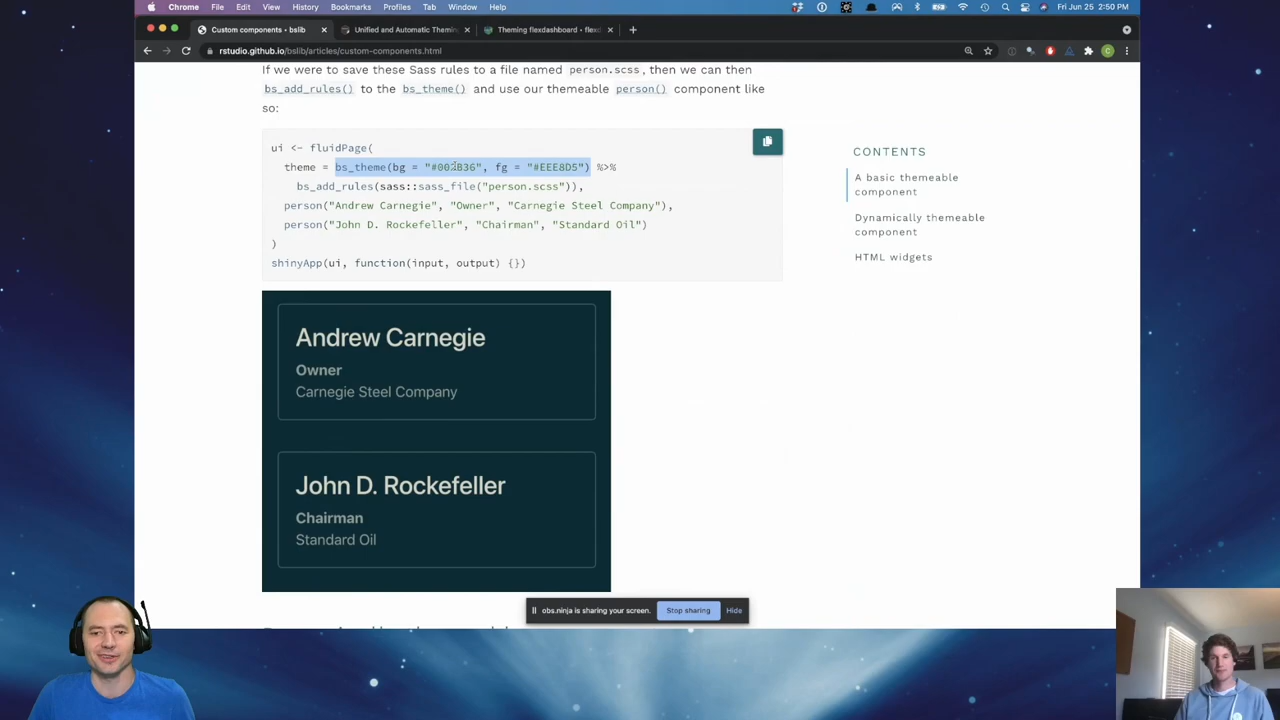 Chrome File Edit View History Bookmarks Profiles Tab Window Help Fri Jun 25 2:50 PM
Custom components • bslib Unified and Automatic Theming Theming flexdashboard • flexd
rstudio.github.io/bslib/articles/custom-components.html
If we were to save these Sass rules to a file named person.scss, then we can then
bs_add_rules() to the bs_theme() and use our themeable person() component like
so:
ui <- fluidPage(
theme = bs_theme(bg = "#002B36", fg = "#EEE8D5") %>%
bs_add_rules(sass::sass_file("person.scss")),
person("Andrew Carnegie", "Owner", "Carnegie Steel Company"),
person("John D. Rockefeller", "Chairman", "Standard Oil")
)
shinyApp(ui, function(input, output) {})
CONTENTS
A basic themeable
component
Dynamically themeable
component
HTML widgets
Andrew Carnegie
Owner
Carnegie Steel Company
John D. Rockefeller
Chairman
Standard Oil
obs.ninja is sharing your screen. Stop sharing Hide